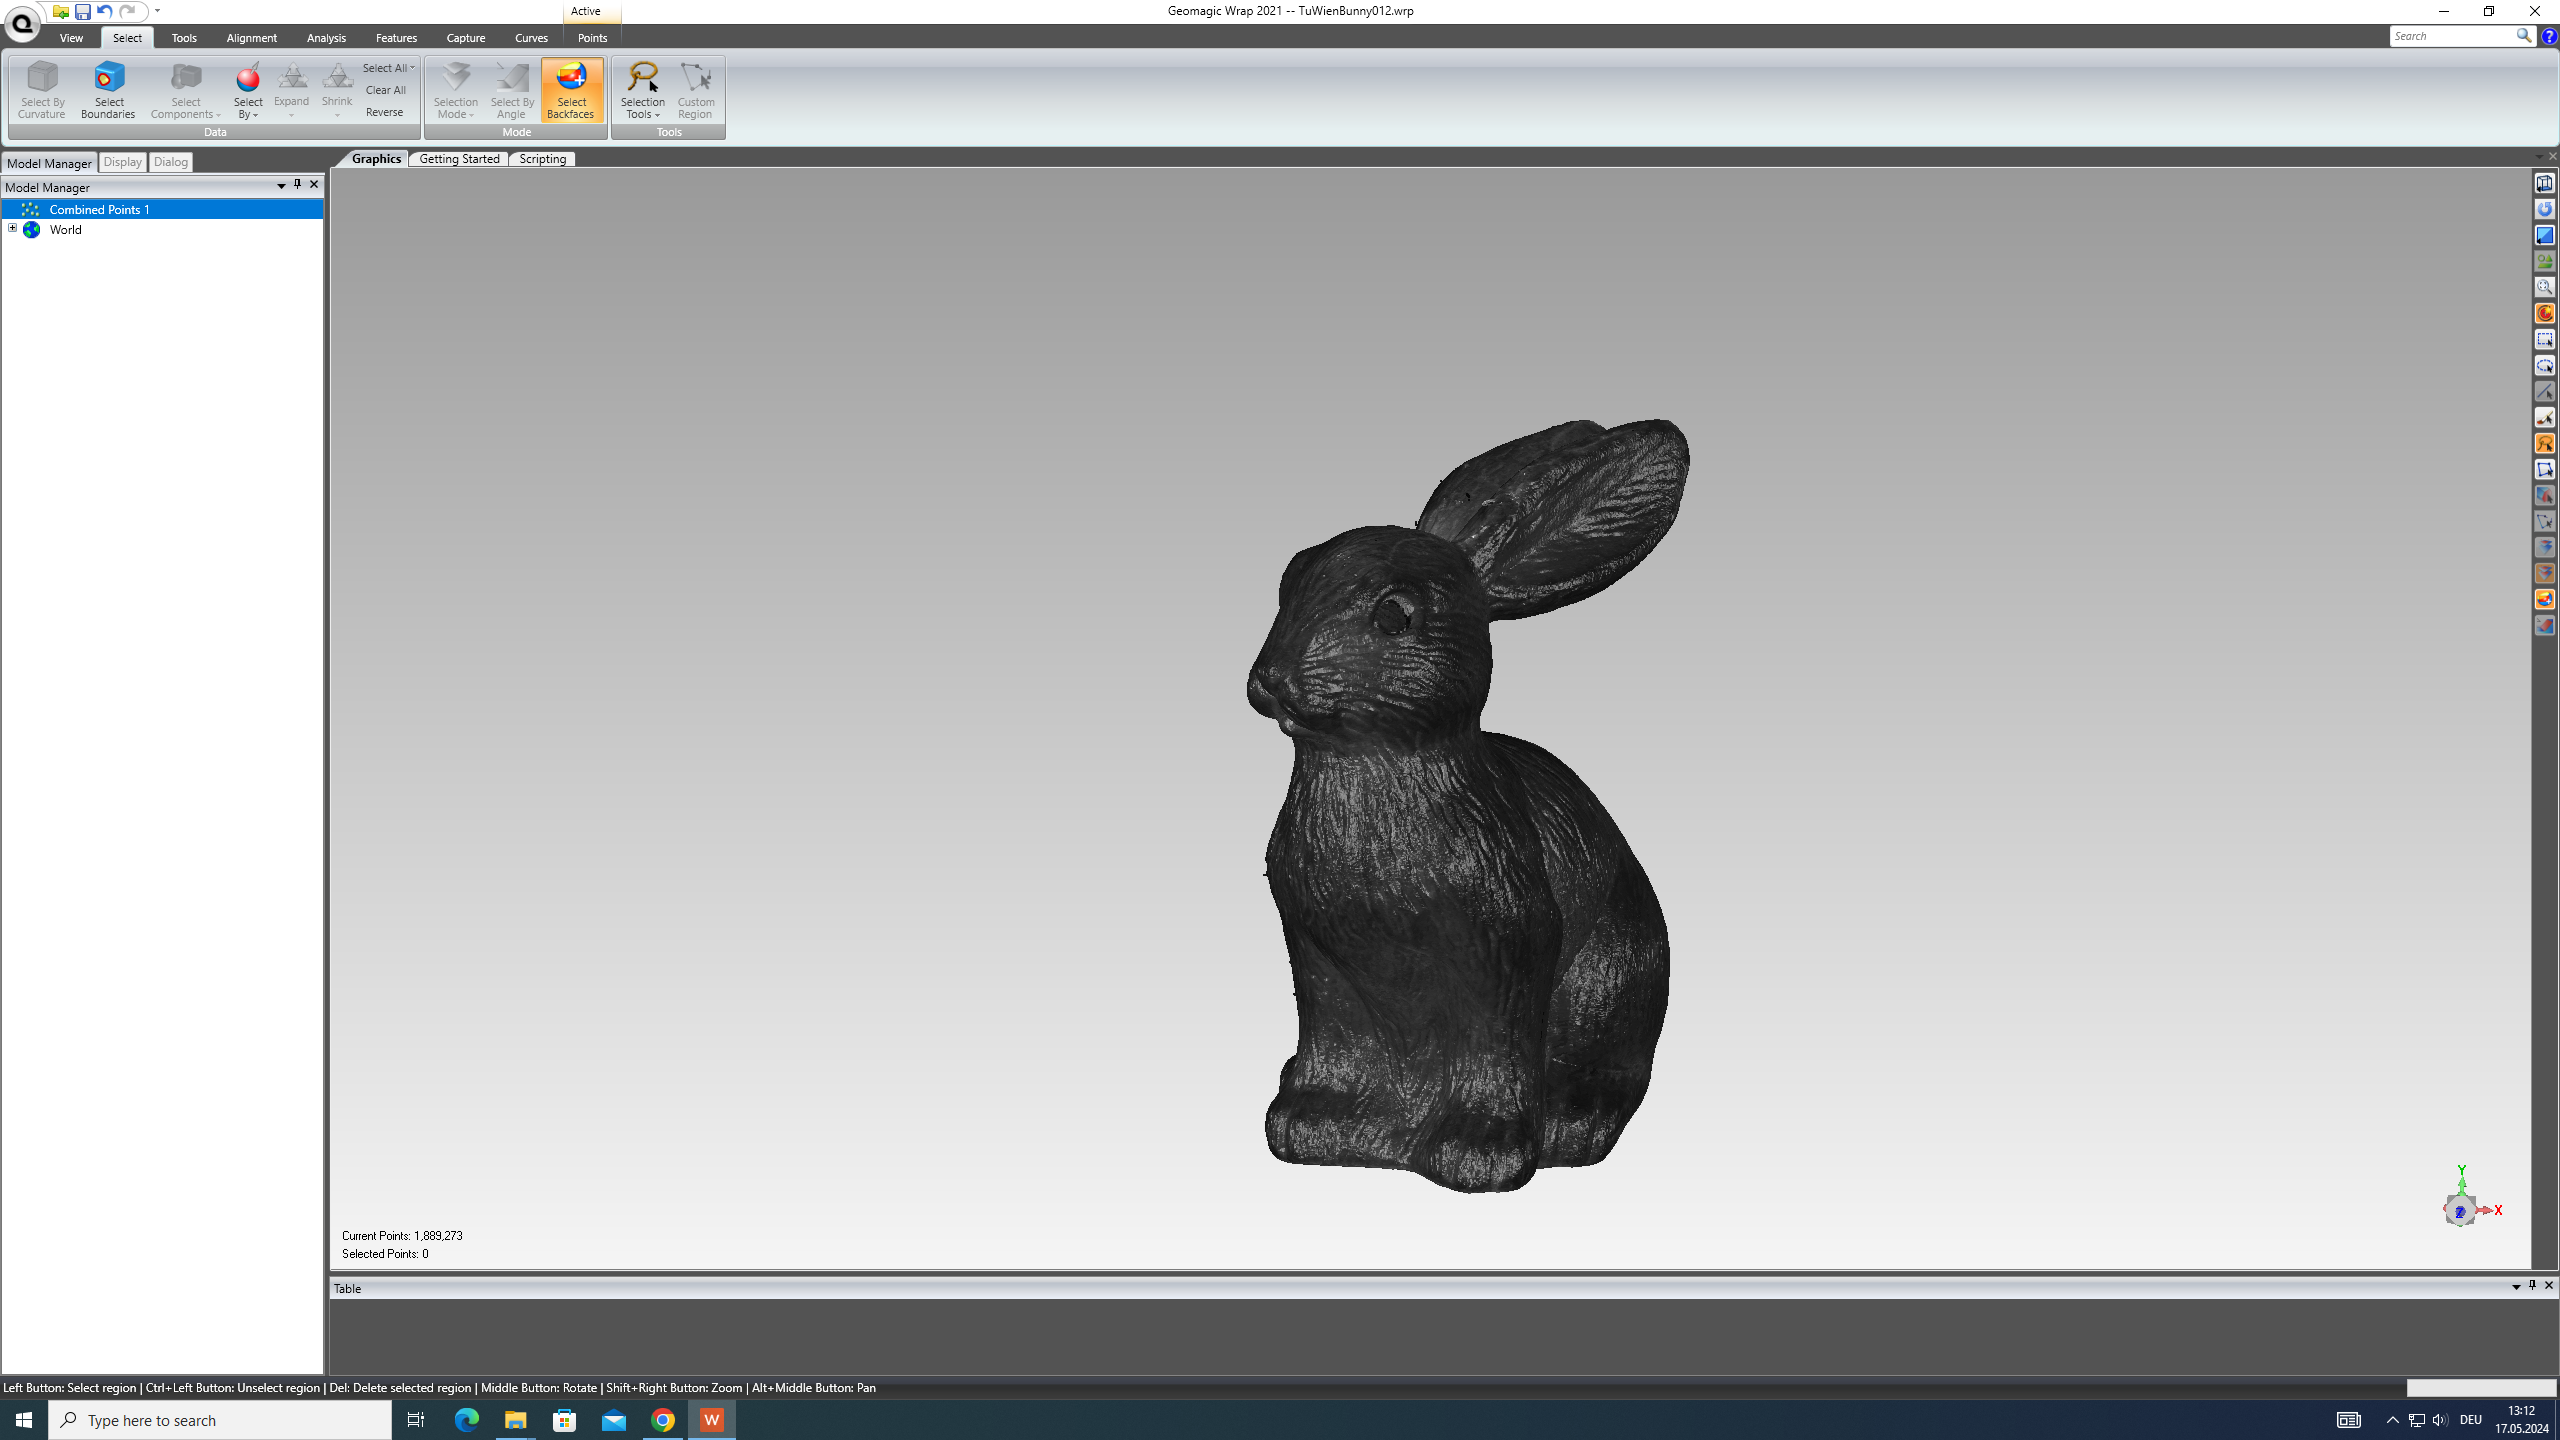 Active
Geomagic Wrap 2021 -- TuWienBunny012.wrp
View Select Tools Alignment Analysis Features Capture Curves Points
Search
Select By Curvature
Select Boundaries
Select Components
Select By
Expand
Shrink
Select All
Clear All
Reverse
Data
Selection Mode
Select By Angle
Select Backfaces
Mode
Selection Tools
Custom Region
Tools
Model Manager Display Dialog
Graphics Getting Started Scripting
Model Manager
Combined Points 1
World
Y
X
Z
Current Points: 1,889,273
Selected Points: 0
Table
Left Button: Select region | Ctrl+Left Button: Unselect region | Del: Delete selected region | Middle Button: Rotate | Shift+Right Button: Zoom | Alt+Middle Button: Pan
Type here to search
W
DEU
13:12
17.05.2024